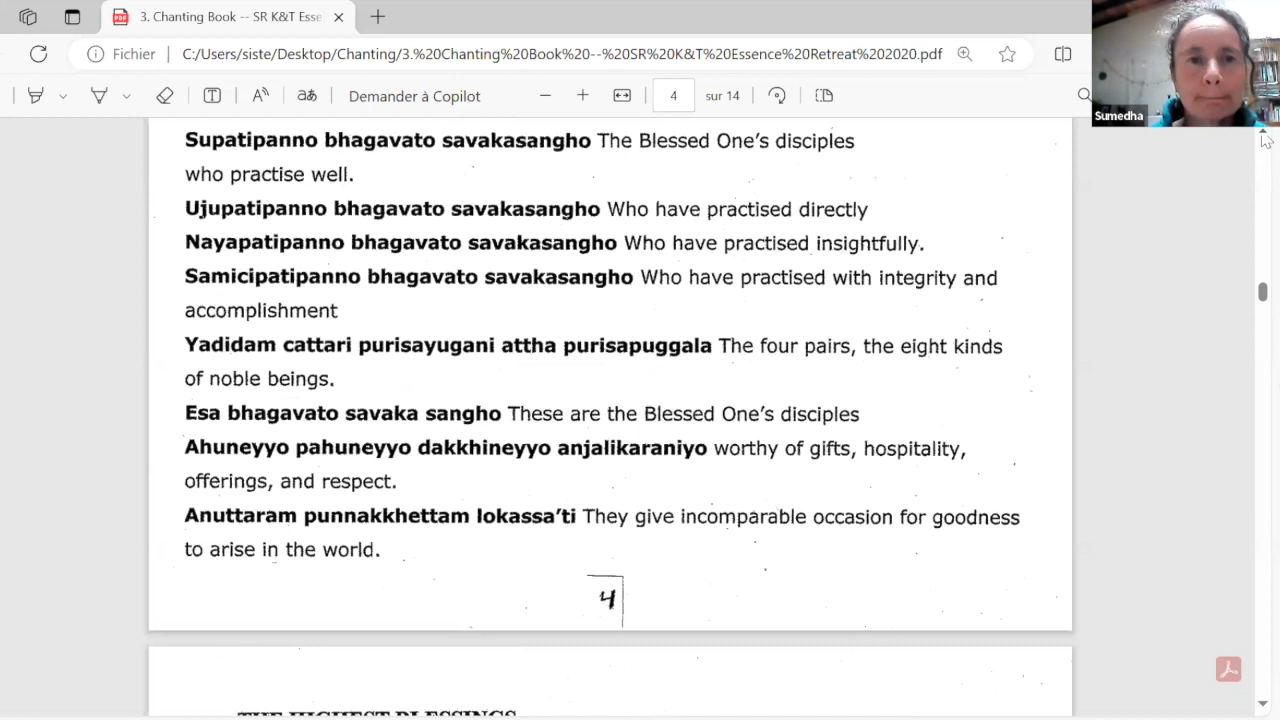 3. Chanting Book -- SR K&T Esse
Fichier
C:/Users/siste/Desktop/Chanting/3.%20Chanting%20Book%20--%20SR%20K&T%20Essence%20Retreat%202020.pdf
Demander à Copilot
4 sur 14
Sumedha
Supatipanno bhagavato savakasangho The Blessed One's disciples
who practise well.
Ujupatipanno bhagavato savakasangho Who have practised directly
Nayapatipanno bhagavato savakasangho Who have practised insightfully.
Samicipatipanno bhagavato savakasangho Who have practised with integrity and
accomplishment
Yadidam cattari purisayugani attha purisapuggala The four pairs, the eight kinds
of noble beings.
Esa bhagavato savaka sangho These are the Blessed One's disciples
Ahuneyyo pahuneyyo dakkhineyyo anjalikaraniyo worthy of gifts, hospitality,
offerings, and respect.
Anuttaram punnakkhettam lokassa'ti They give incomparable occasion for goodness
to arise in the world.
4
THE HIGHEST BLESSINGS